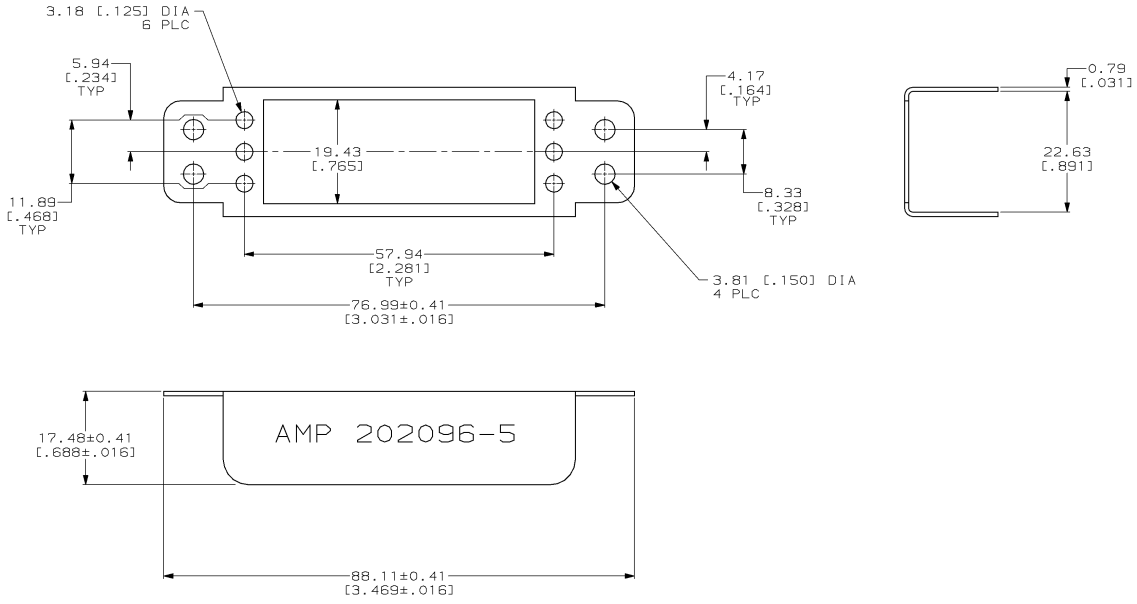 3.18 [.125] DIA
6 PLC
5.94
[.234]
TYP
4.17
[.164]
TYP
0.79
[.031]
19.43
[.765]
22.63
[.891]
11.89
[.468]
TYP
8.33
[.328]
TYP
57.94
[2.281]
TYP
3.81 [.150] DIA
4 PLC
76.99±0.41
[3.031±.016]
17.48±0.41
[.688±.016]
AMP 202096-5
88.11±0.41
[3.469±.016]